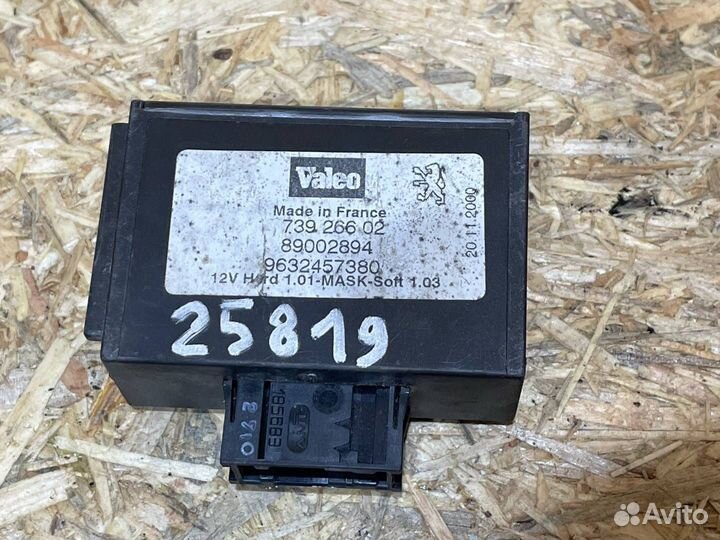 Valeo
Made in France
739 266 02
89002894
9632457380
12V Hard 1.01-MASK-Soft 1.03
20.11.2000
25819
185683
Avito